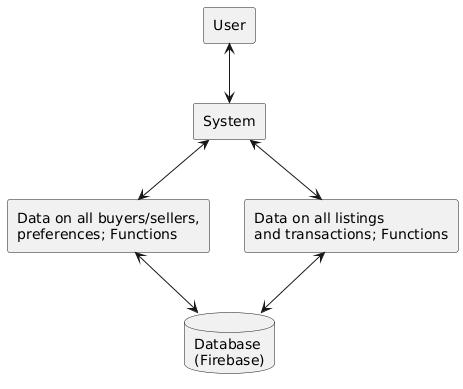 User
System
Data on all buyers/sellers,
preferences; Functions
Data on all listings
and transactions; Functions
Database
(Firebase)